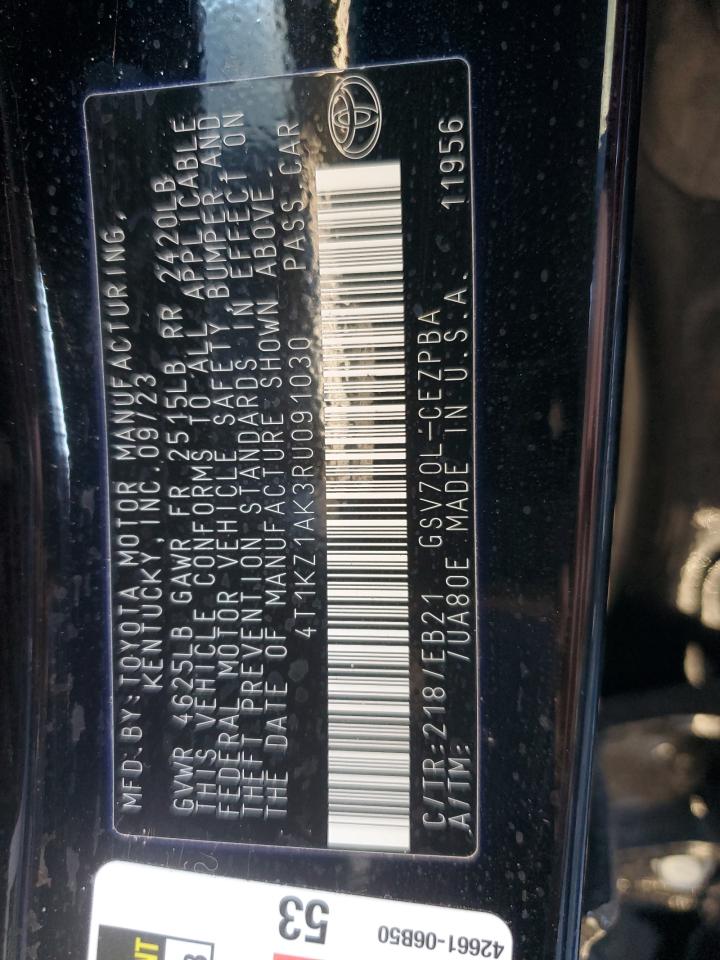 MFD.BY:TOYOTA MOTOR MANUFACTURING,
KENTUCKY,INC.09/23
GVWR 4625LB GAWR FR 2515LB RR 2420LB
THIS VEHICLE CONFORMS TO ALL APPLICABLE
FEDERAL MOTOR VEHICLE SAFETY BUMPER AND
THEFT PREVENTION STANDARDS IN EFFECT ON
THE DATE OF MANUFACTURE SHOWN ABOVE.
4T1KZ1AK3RU091030 PASS.CAR
C/TR:218/EB21 GSV70L-CEZPBA
A/TM: 7UA80E MADE IN U.S.A. 11956
53
42661-06B50